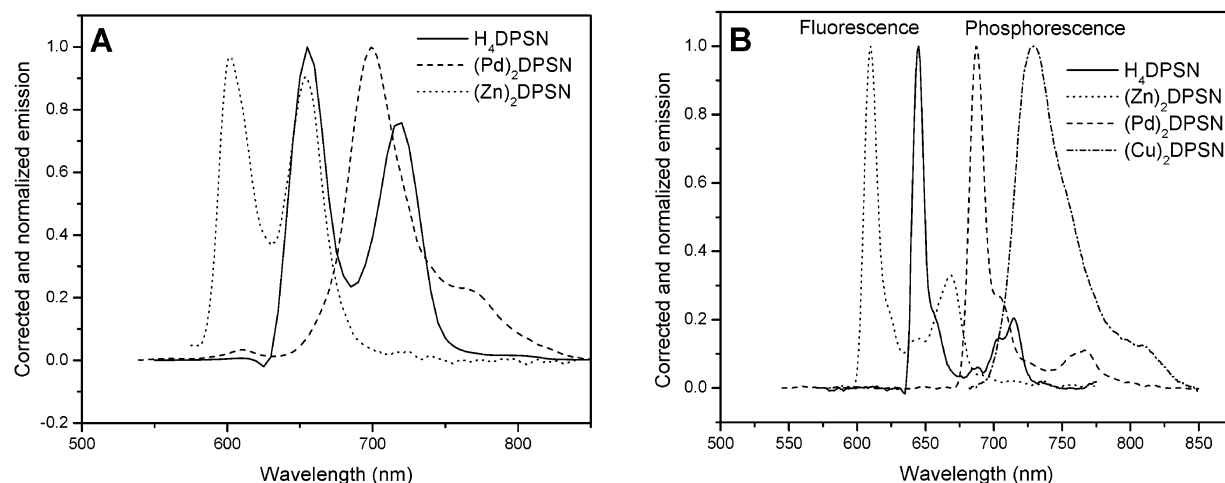 A
H4DPSN
(Pd)2DPSN
(Zn)2DPSN
1.0
0.8
0.6
0.4
0.2
0.0
-0.2
Corrected and normalized emission
500
600
700
800
Wavelength (nm)
B
Fluorescence
Phosphorescence
H4DPSN
(Zn)2DPSN
(Pd)2DPSN
(Cu)2DPSN
1.0
0.8
0.6
0.4
0.2
0.0
Corrected and normalized emission
500
550
600
650
700
750
800
850
Wavelength (nm)